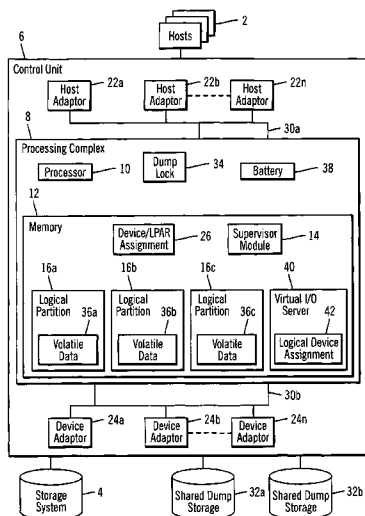 2
Hosts
6
Control Unit
22a 22b 22n
Host Adaptor Host Adaptor Host Adaptor
8
30a
Processing Complex
Processor 10
Dump Lock 34
Battery 38
12
Memory
Device/LPAR Assignment 26
Supervisor Module 14
16a 16b 16c 40
Logical Partition 36a
Logical Partition 36b
Logical Partition 36c
Virtual I/O Server 42
Volatile Data
Volatile Data
Volatile Data
Logical Device Assignment
30b
Device Adaptor 24a
Device Adaptor 24b
Device Adaptor 24n
Storage System 4
Shared Dump Storage 32a
Shared Dump Storage 32b